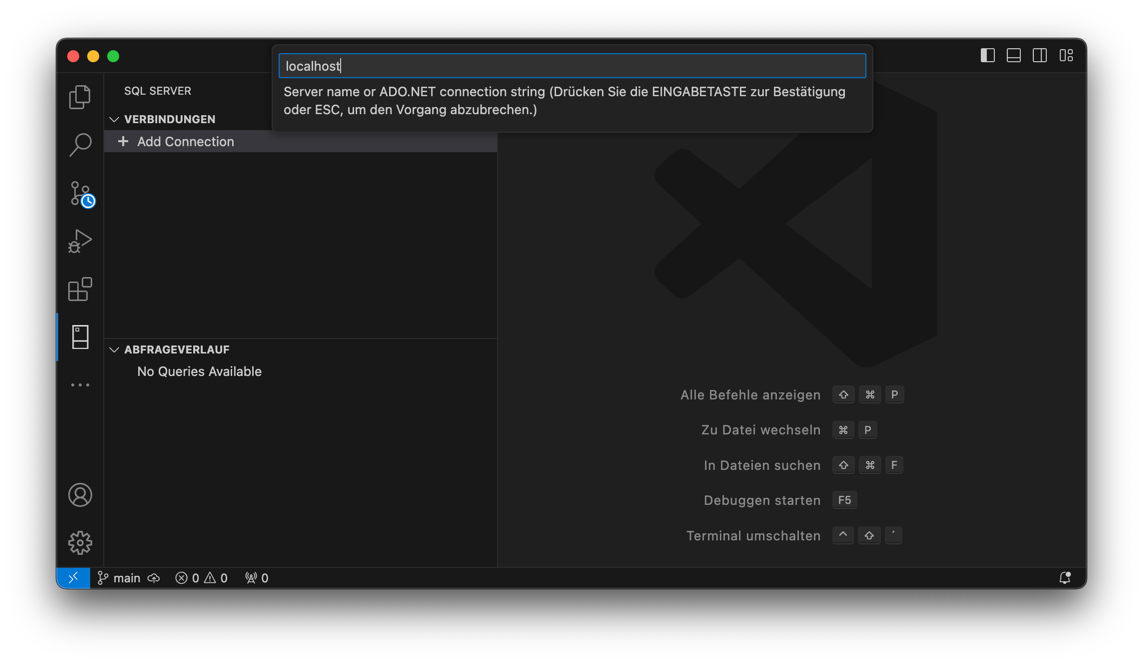 localhost
Server name or ADO.NET connection string (Drücken Sie die EINGABETASTE zur Bestätigung
oder ESC, um den Vorgang abzubrechen.)
SQL SERVER
VERBINDUNGEN
Add Connection
ABFRAGEVERLAUF
No Queries Available
Alle Befehle anzeigen ⇧ ⌘ P
Zu Datei wechseln ⌘ P
In Dateien suchen ⇧ ⌘ F
Debuggen starten F5
Terminal umschalten ^ ⇧ ´
main 0 0 0